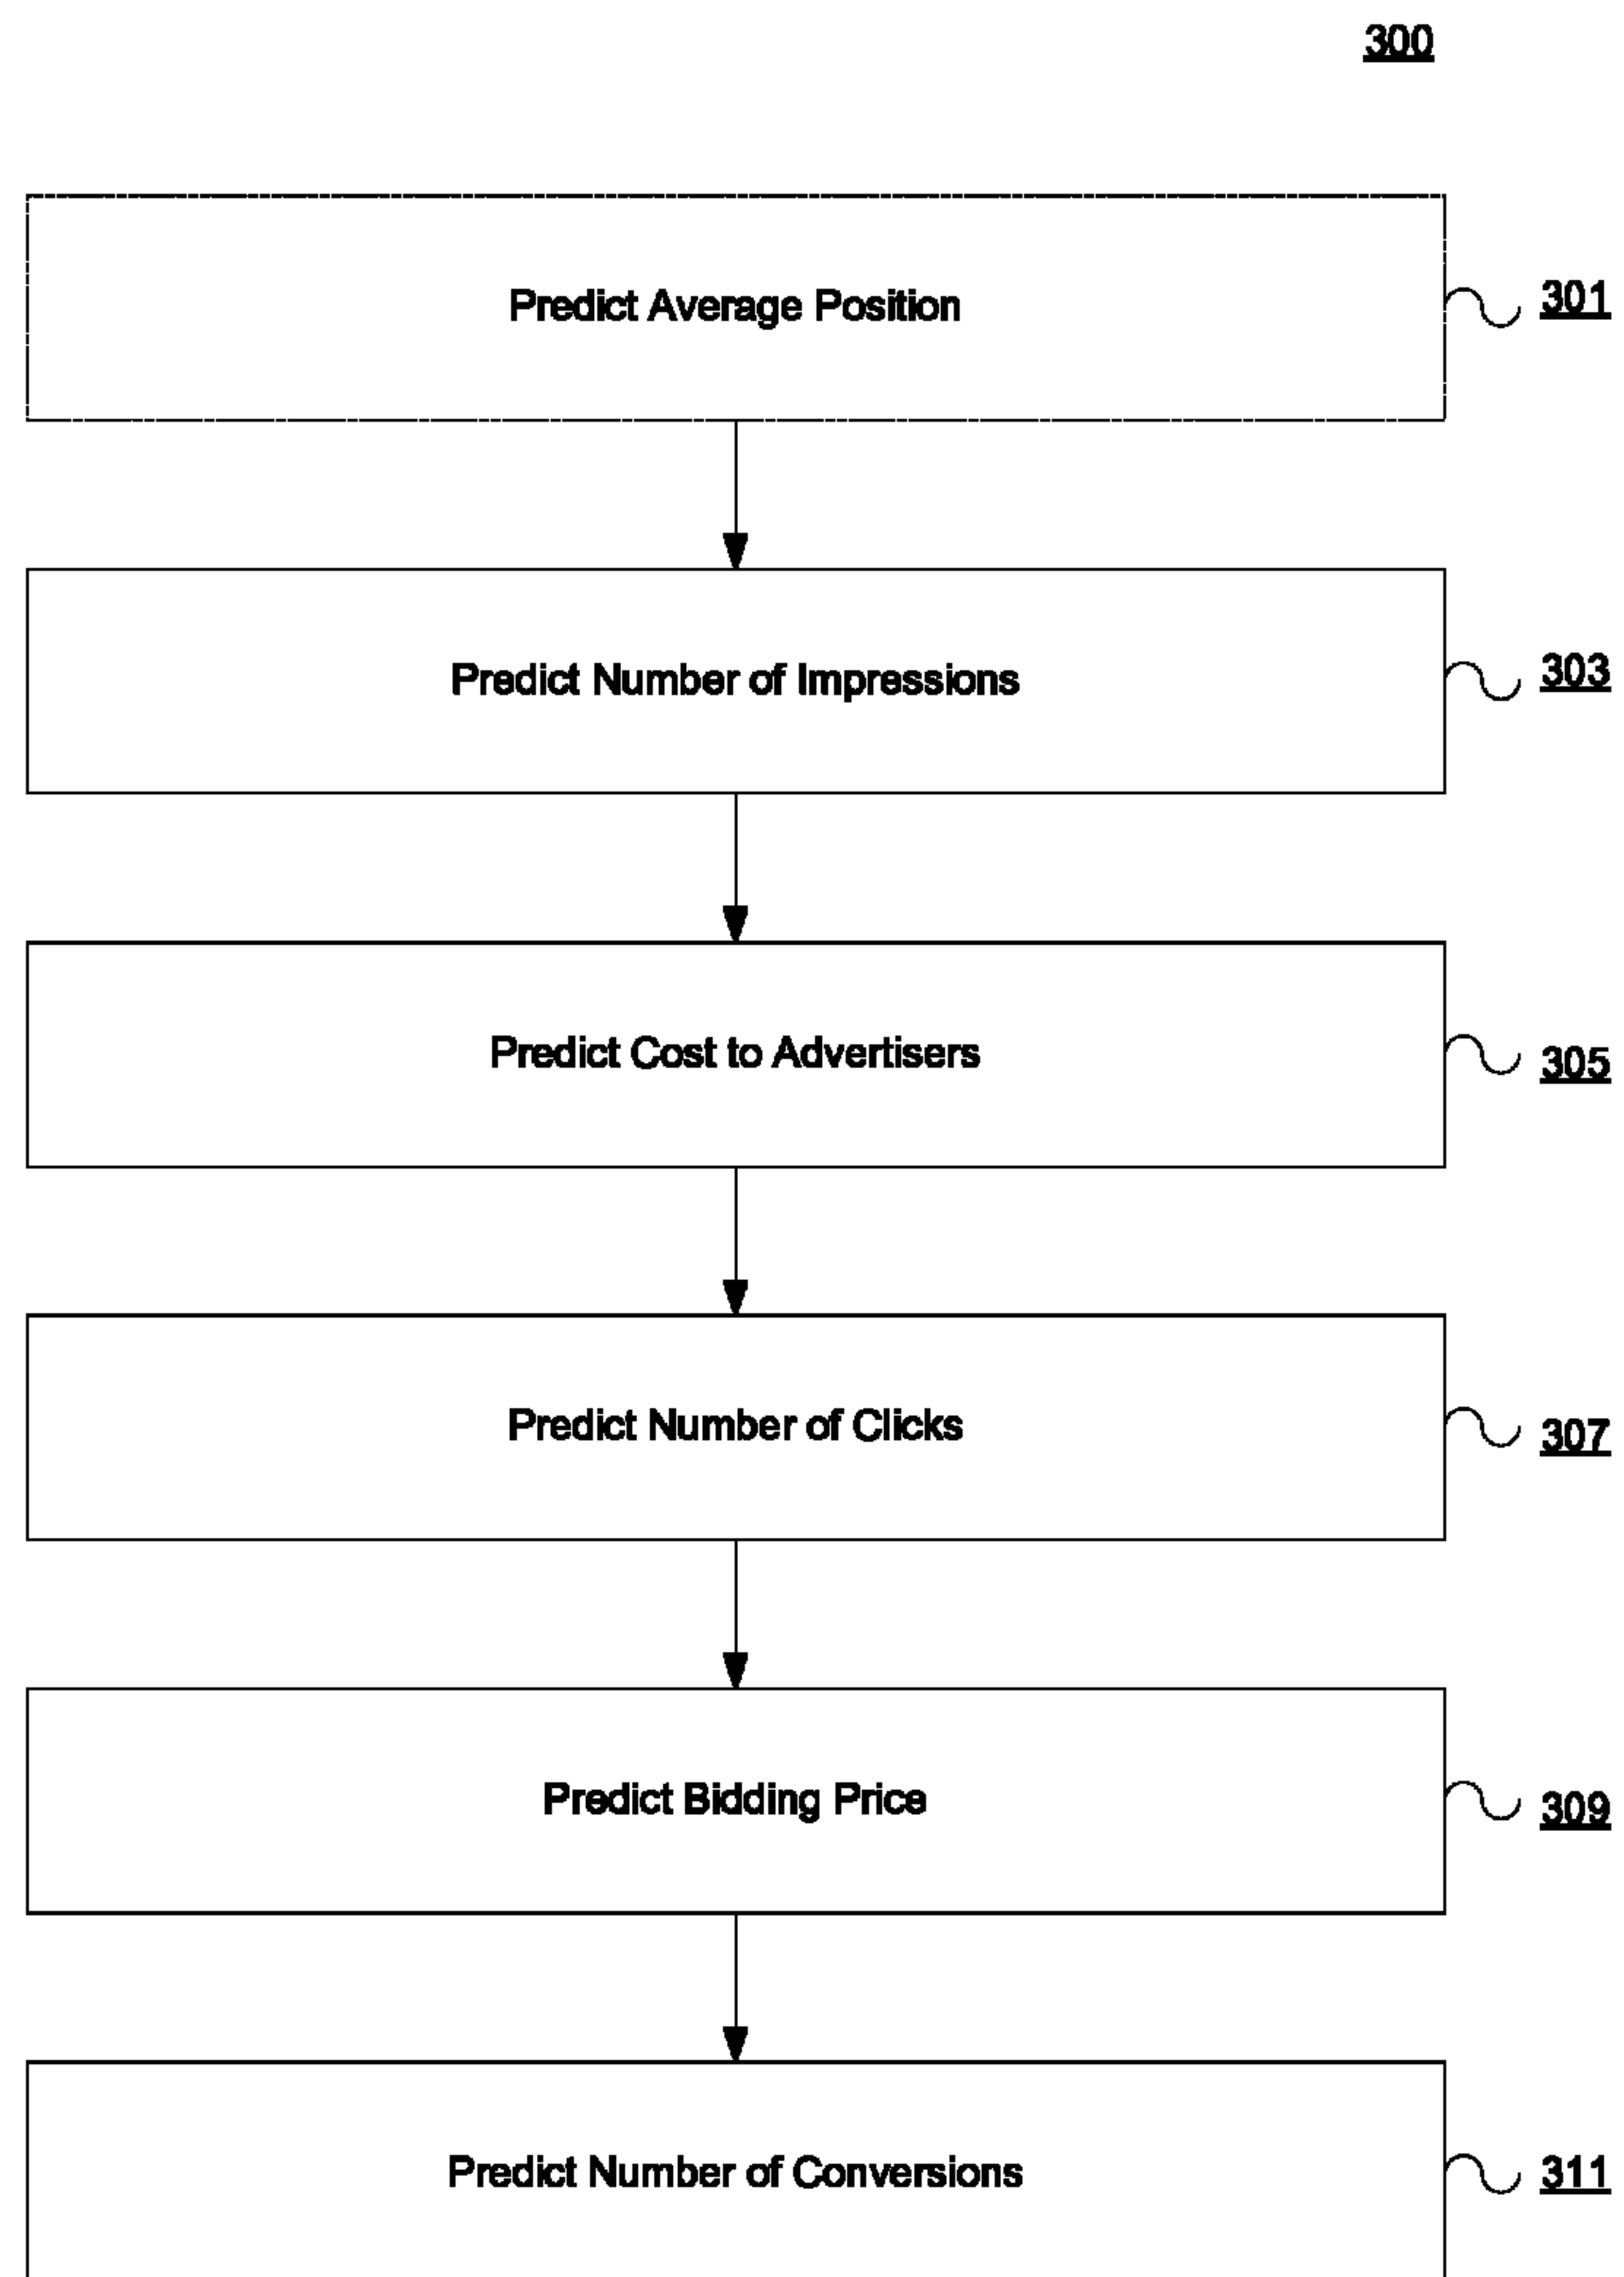 300
Predict Average Position
301
Predict Number of Impressions
303
Predict Cost to Advertisers
305
Predict Number of Clicks
307
Predict Bidding Price
309
Predict Number of Conversions
311